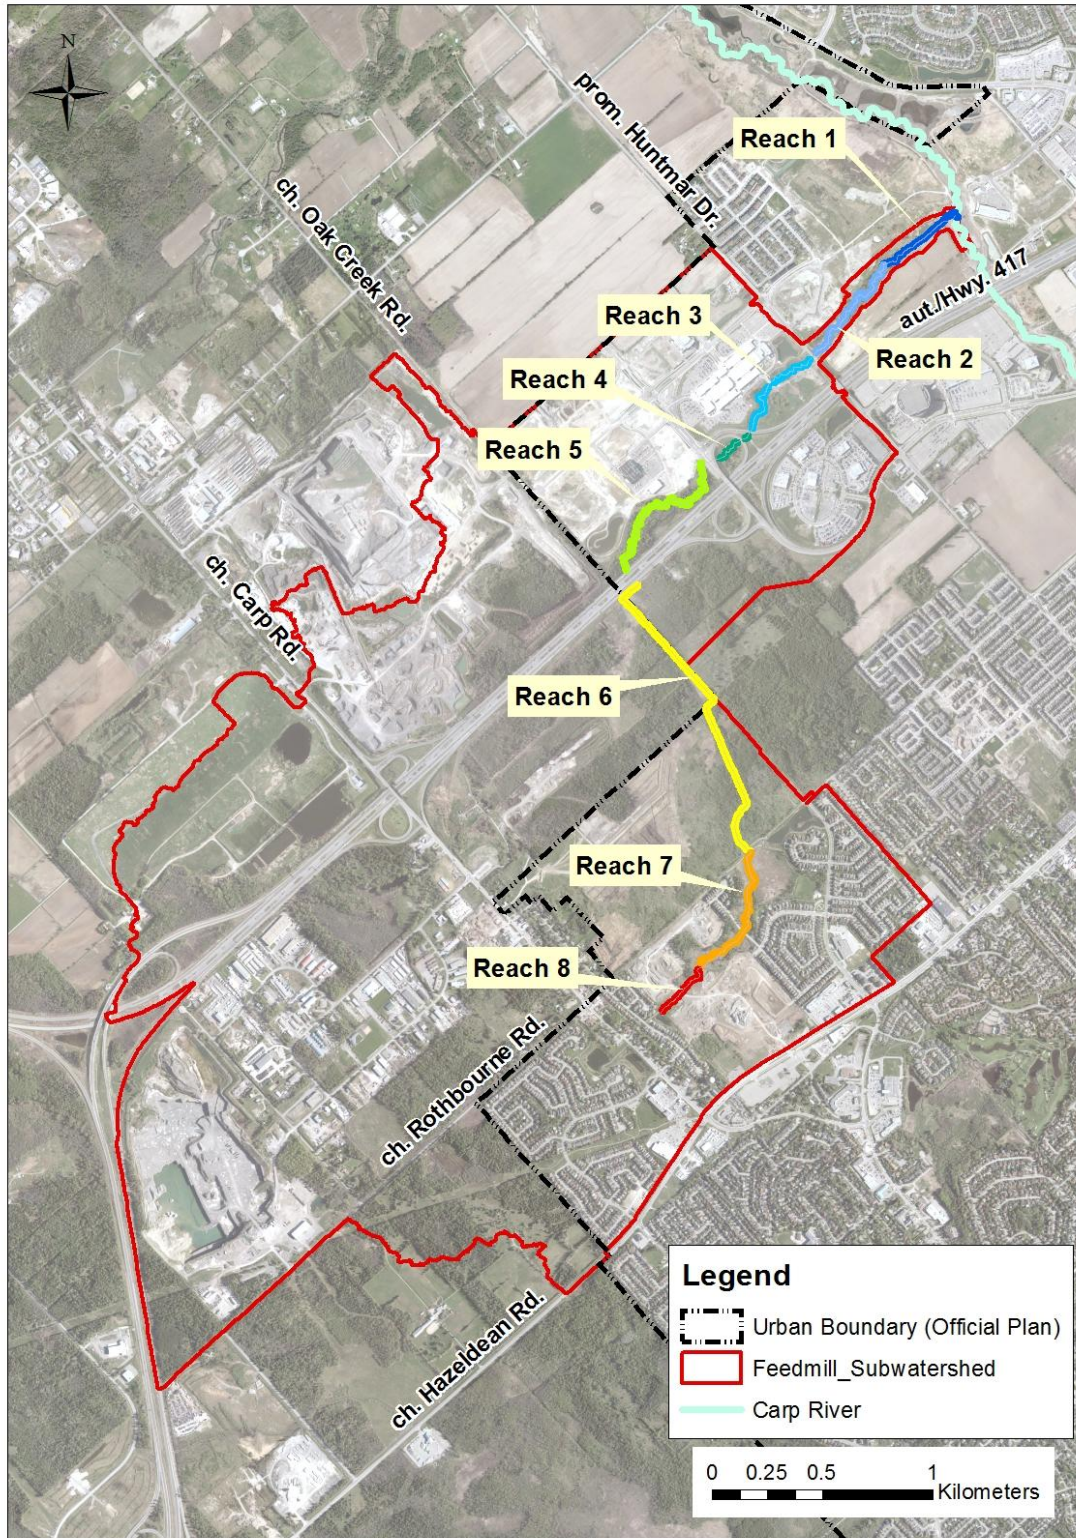 N
prom. Huntmar Dr.
Reach 1
ch. Oak Creek Rd.
aut./Hwy. 417
Reach 3
Reach 2
Reach 4
Reach 5
ch. Carp Rd.
Reach 6
Reach 7
Reach 8
ch. Rothbourne Rd.
ch. Hazeldean Rd.
Legend
Urban Boundary (Official Plan)
Feedmill_Subwatershed
Carp River
0 0.25 0.5 1
Kilometers